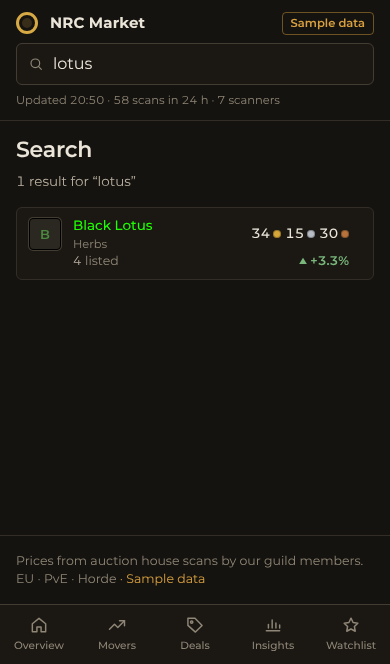 NRC Market
Sample data
lotus
Updated 20:50 · 58 scans in 24 h · 7 scanners
Search
1 result for “lotus”
B
Black Lotus
34 15 30
Herbs
4 listed
+3.3%
Prices from auction house scans by our guild members.
EU · PvE · Horde · Sample data
Overview Movers Deals Insights Watchlist